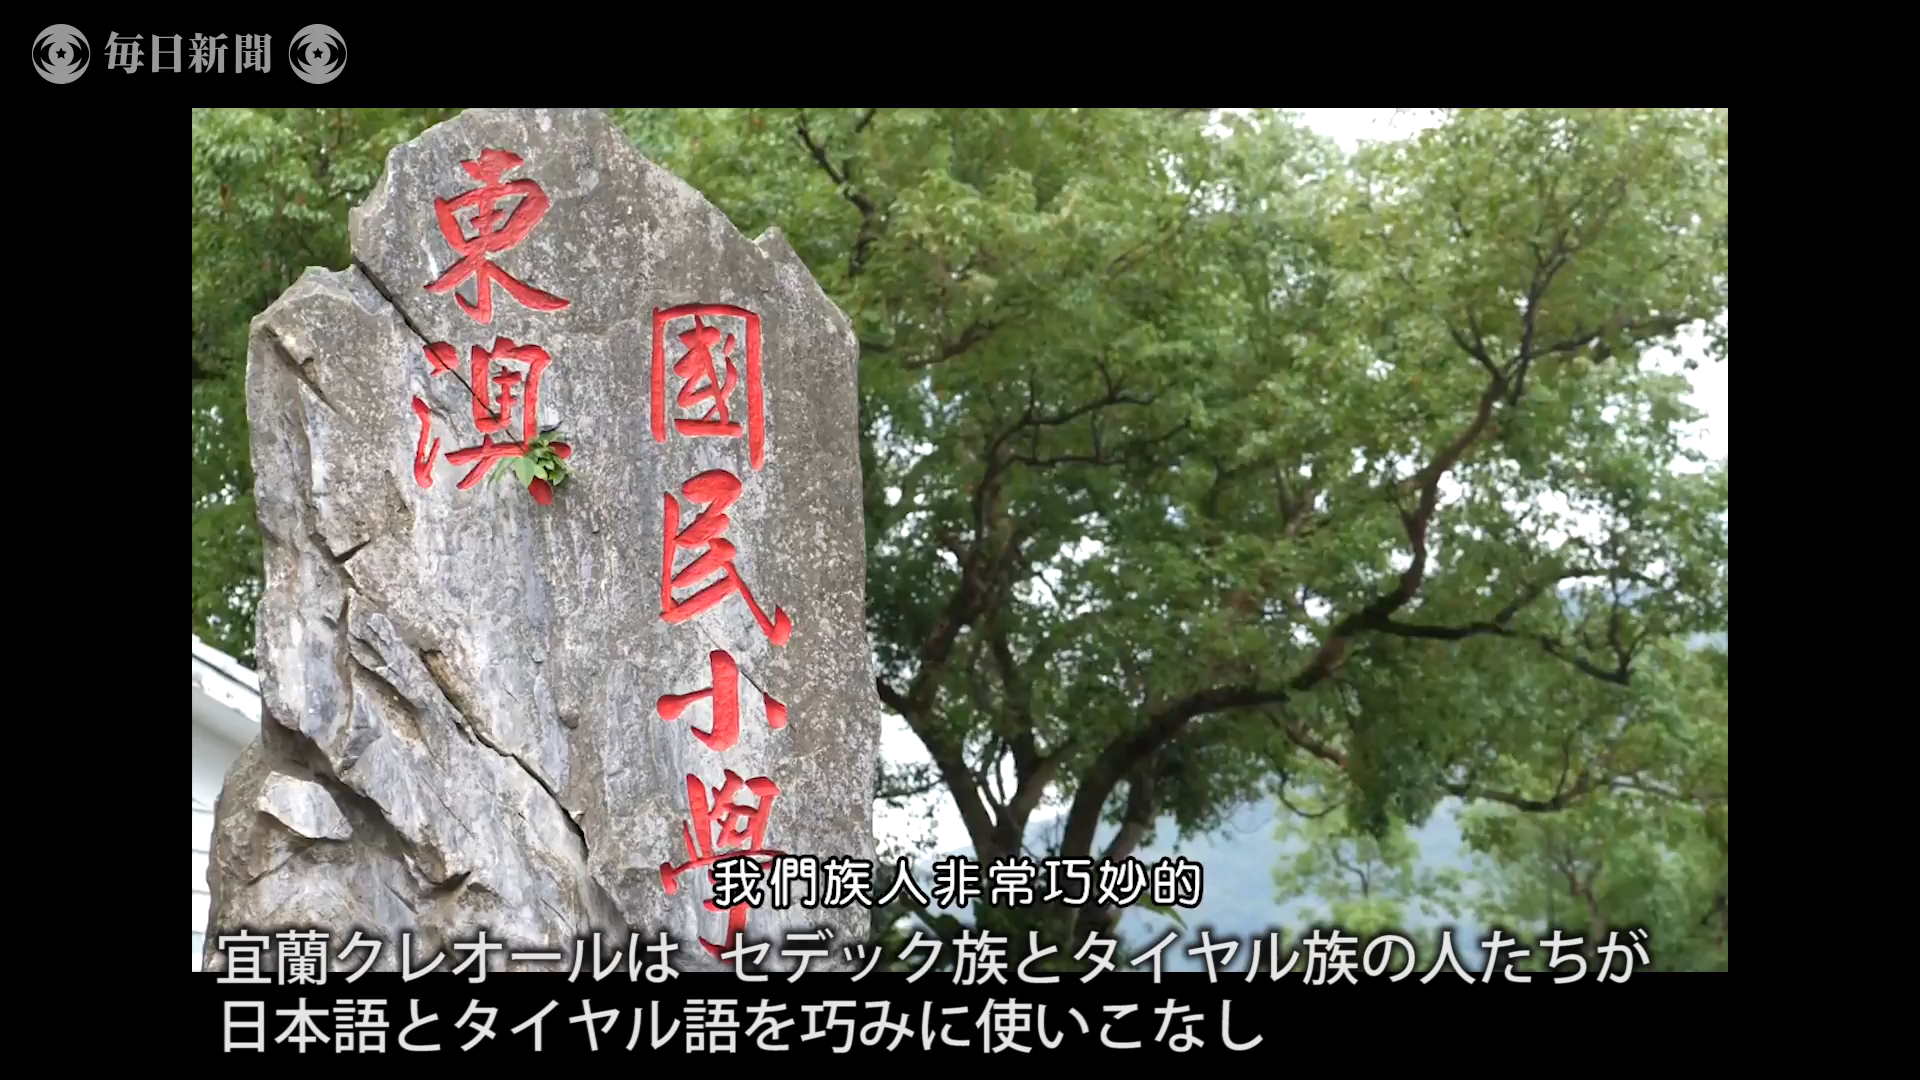 毎日新聞
東澳
國民小學
我們族人非常巧妙的
宜蘭クレオールは セデック族とタイヤル族の人たちが
日本語とタイヤル語を巧みに使いこなし